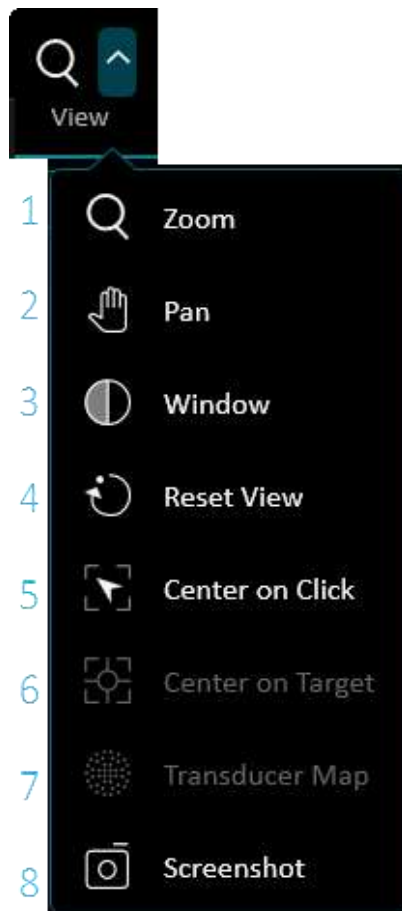 View
1 Zoom
2 Pan
3 Window
4 Reset View
5 Center on Click
6 Center on Target
7 Transducer Map
8 Screenshot